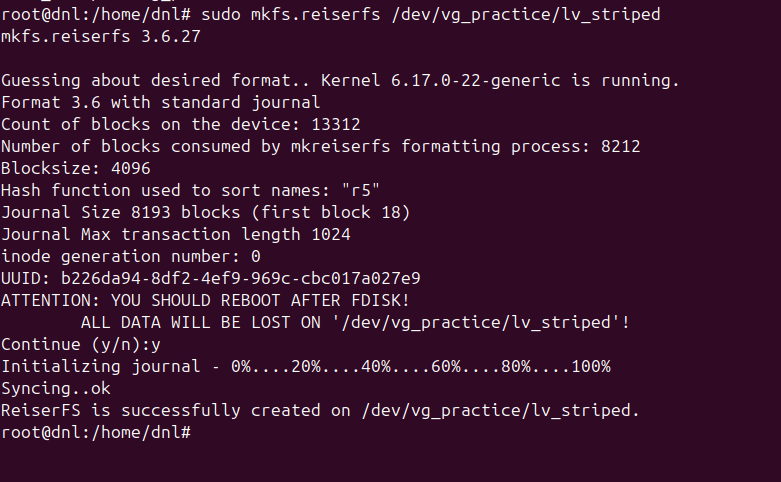 root@dnl:/home/dnl# sudo mkfs.reiserfs /dev/vg_practice/lv_striped
mkfs.reiserfs 3.6.27
Guessing about desired format.. Kernel 6.17.0-22-generic is running.
Format 3.6 with standard journal
Count of blocks on the device: 13312
Number of blocks consumed by mkreiserfs formatting process: 8212
Blocksize: 4096
Hash function used to sort names: "r5"
Journal Size 8193 blocks (first block 18)
Journal Max transaction length 1024
inode generation number: 0
UUID: b226da94-8df2-4ef9-969c-cbc017a027e9
ATTENTION: YOU SHOULD REBOOT AFTER FDISK!
        ALL DATA WILL BE LOST ON '/dev/vg_practice/lv_striped'!
Continue (y/n):y
Initializing journal - 0%....20%....40%....60%....80%....100%
Syncing..ok
ReiserFS is successfully created on /dev/vg_practice/lv_striped.
root@dnl:/home/dnl#